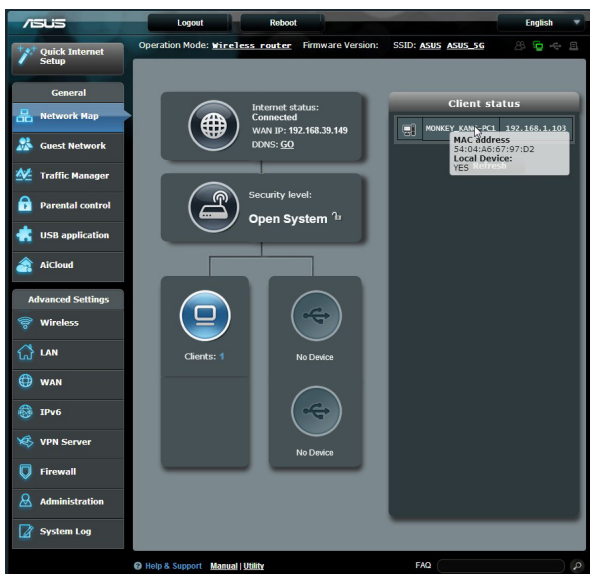 ASUS
Logout
Reboot
English
Quick Internet
Setup
Operation Mode: Wireless router Firmware Version: SSID: ASUS ASUS_5G
General
Network Map
Guest Network
Traffic Manager
Parental control
USB application
AiCloud
Advanced Settings
Wireless
LAN
WAN
IPv6
VPN Server
Firewall
Administration
System Log
Internet status:
Connected
WAN IP: 192.168.39.149
DDNS: GO
Security level:
Open System
Clients: 1
No Device
No Device
Client status
192.168.1.103
MAC address
54:04:A6:67:97:D2
Local Device:
YES
Help & Support Manual | Utility
FAQ